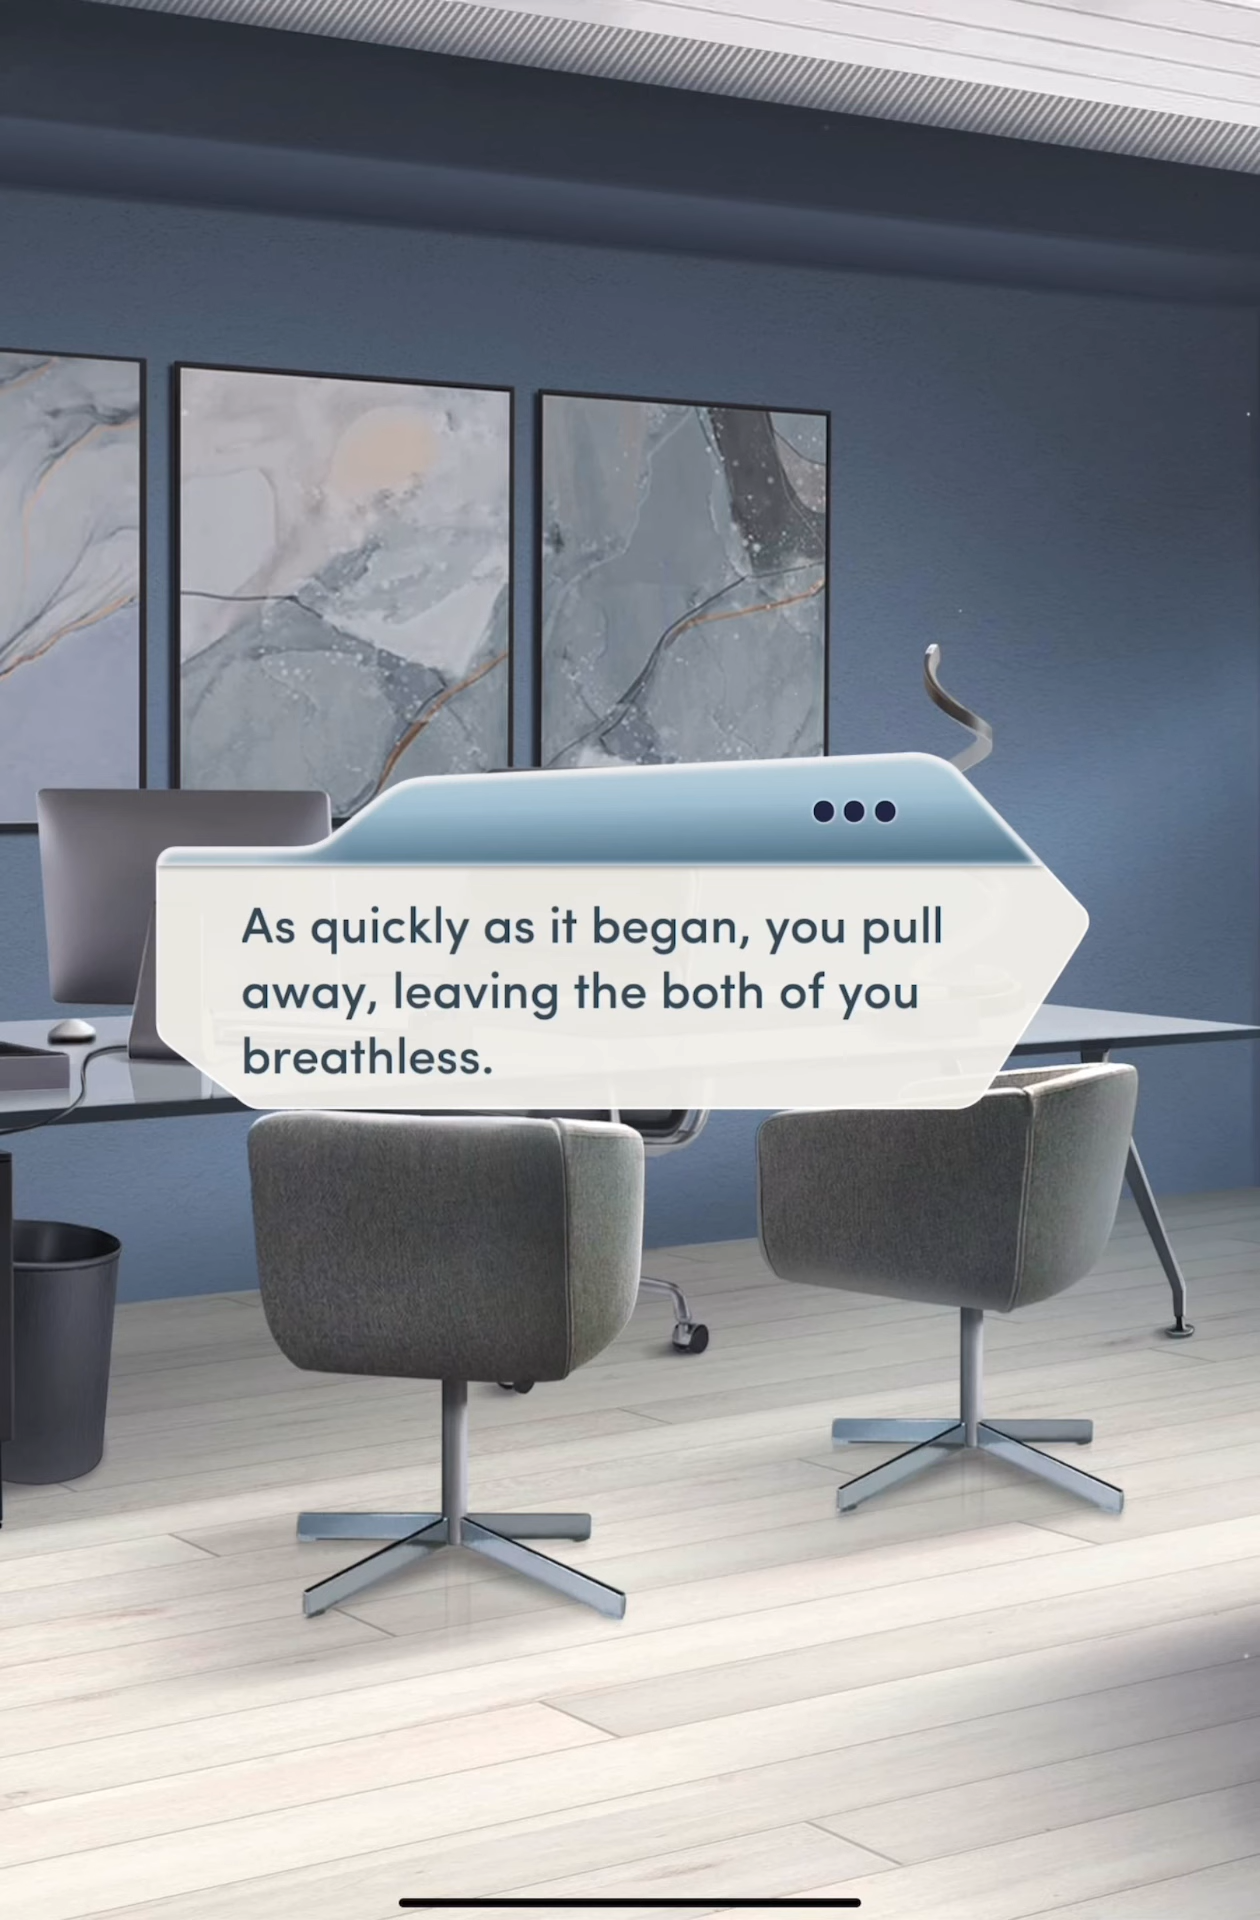 As quickly as it began, you pull
away, leaving the both of you
breathless.